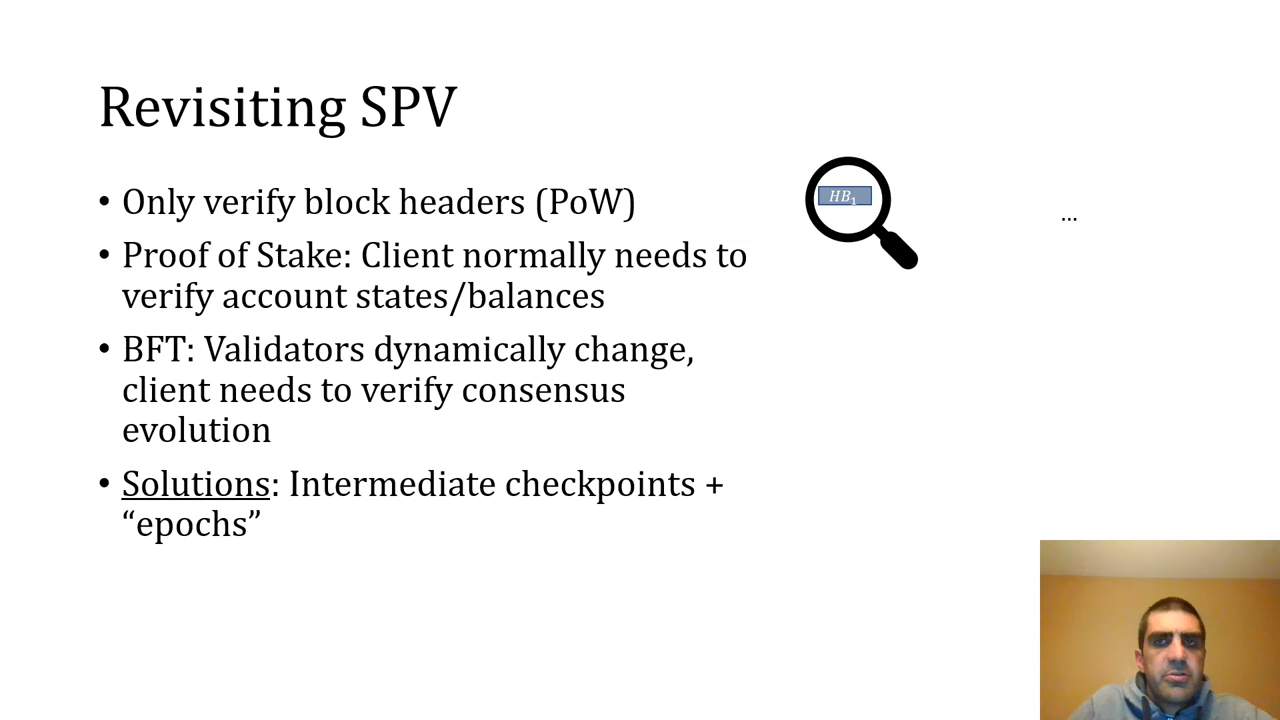 Revisiting SPV
• Only verify block headers (PoW)
• Proof of Stake: Client normally needs to
verify account states/balances
• BFT: Validators dynamically change,
client needs to verify consensus
evolution
• Solutions: Intermediate checkpoints +
“epochs”
HB₁
...